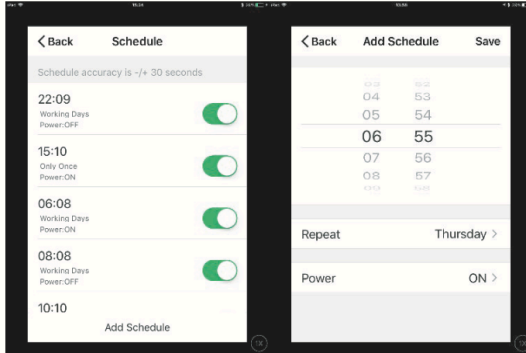 < Back Schedule
Schedule accuracy is -/+ 30 seconds
22:09
Working Days
Power:OFF
15:10
Only Once
Power:ON
06:08
Working Days
Power:ON
08:08
Working Days
Power:OFF
10:10
Add Schedule
1X
< Back Add Schedule Save
04 53
05 54
06 55
07 56
08 57
Repeat Thursday >
Power ON >